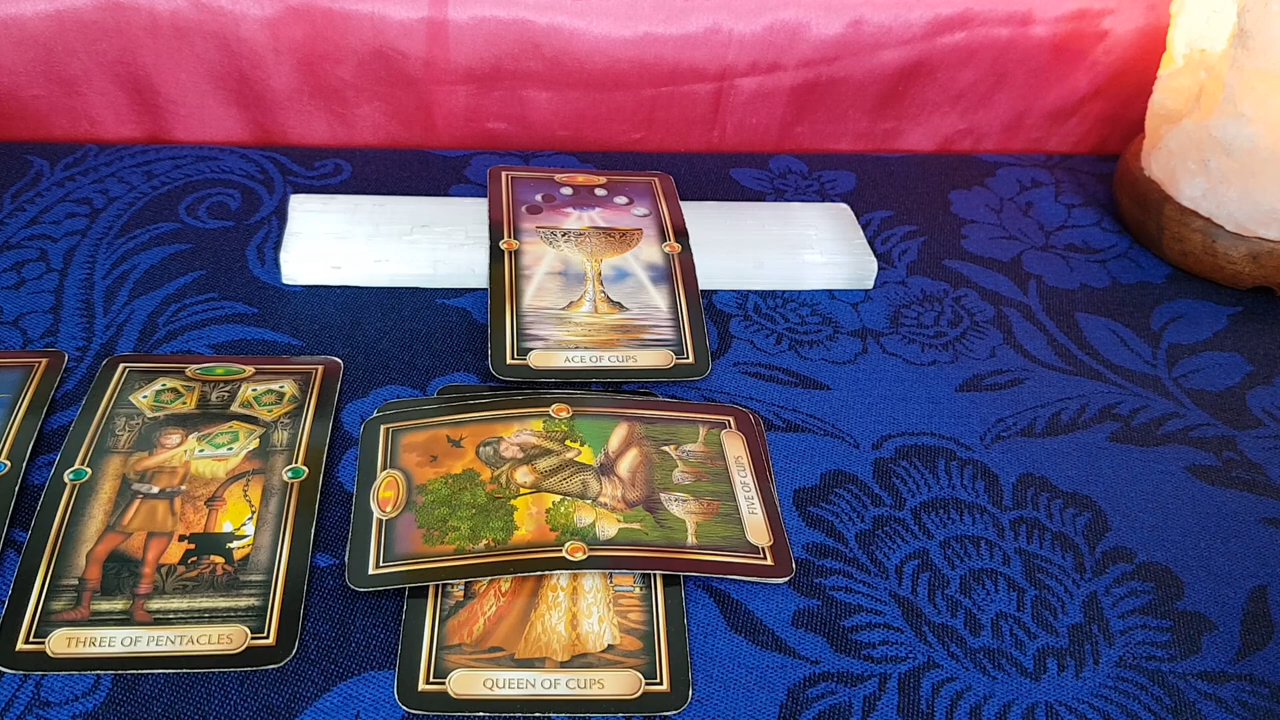 ACE OF CUPS
FIVE OF CUPS
THREE OF PENTACLES
QUEEN OF CUPS